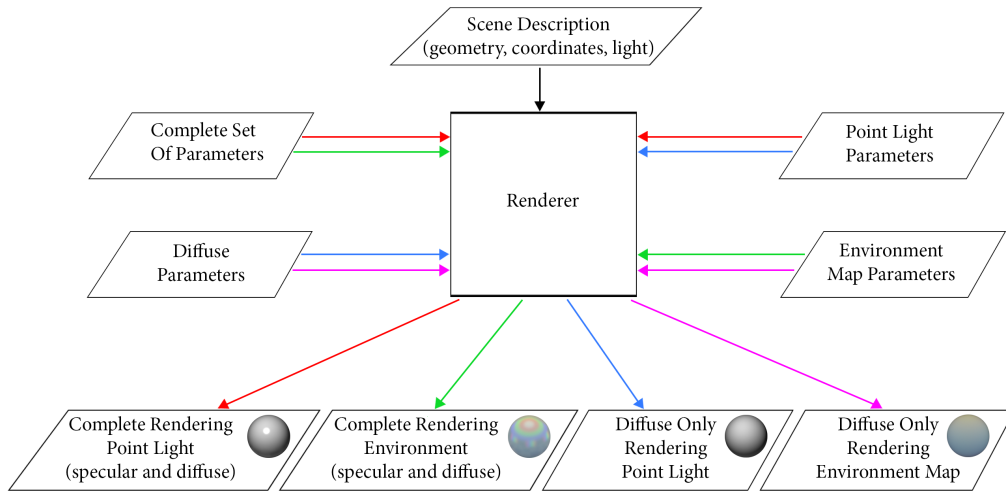 Scene Description
(geometry, coordinates, light)
Complete Set
Of Parameters
Point Light
Parameters
Renderer
Diffuse
Parameters
Environment
Map Parameters
Complete Rendering
Point Light
(specular and diffuse)
Complete Rendering
Environment
(specular and diffuse)
Diffuse Only
Rendering
Point Light
Diffuse Only
Rendering
Environment Map